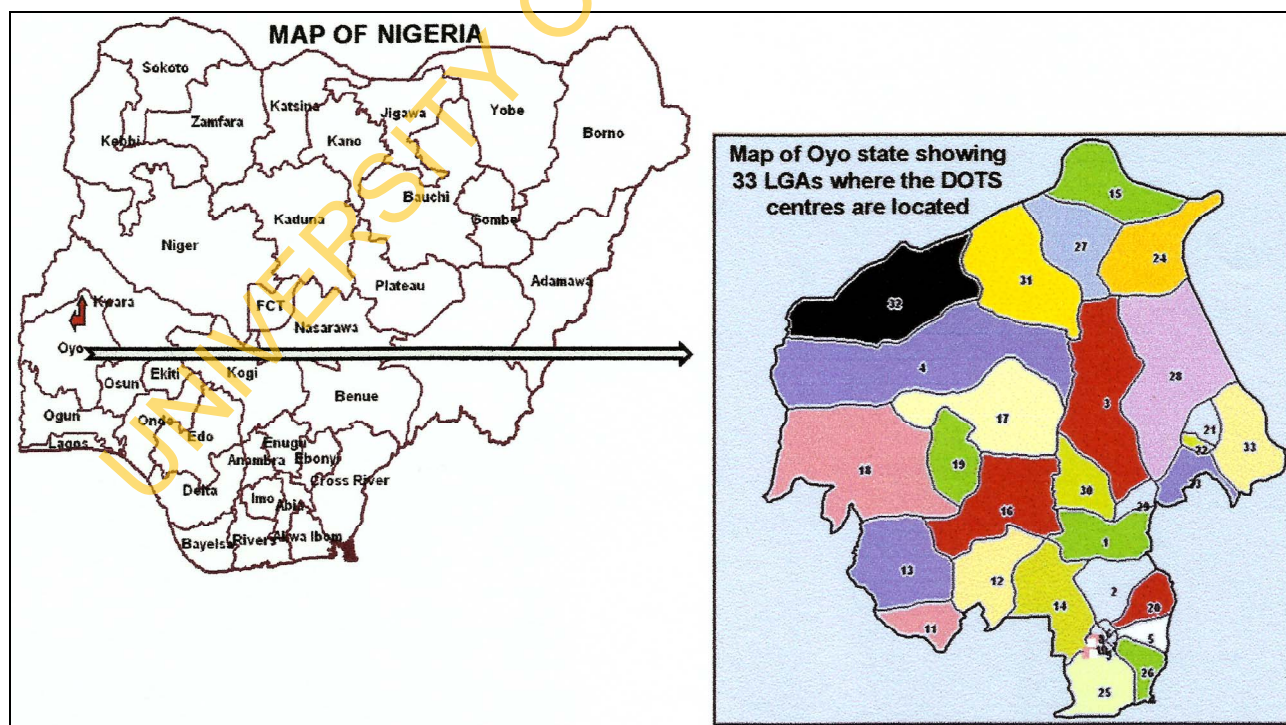 MAP OF NIGERIA
Sokoto
Katsina
Jigawa
Yobe
Borno
Kebbi
Zamfara
Kano
Bauchi
Gombe
Kaduna
Niger
Adamawa
Plateau
FCT
Kwara
Nasarawa
Oyo
Ekiti
Kogi
Osun
Benue
Ogun
Ondo
Edo
Lagos
Enugu
Anambra
Ebonyi
Cross River
Delta
Imo
Abia
Bayelsa
Rivers
Akwa Ibom
UNIVERSITY O
Map of Oyo state showing
33 LGAs where the DOTS
centres are located
15
27
24
31
32
4
28
3
17
21
22
33
18
19
23
30
29
16
1
13
12
2
14
20
11
5
26
25